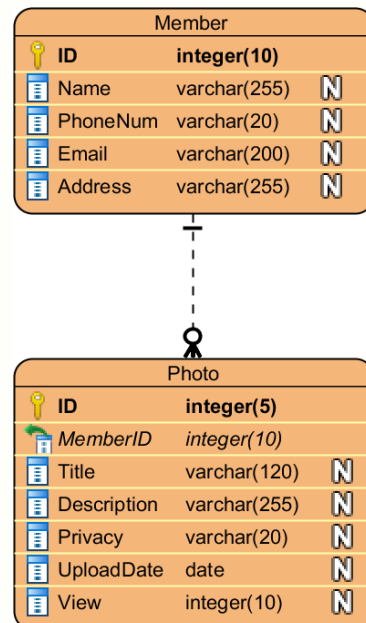 Member
ID integer(10)
Name varchar(255) N
PhoneNum varchar(20) N
Email varchar(200) N
Address varchar(255) N
Photo
ID integer(5)
MemberID integer(10)
Title varchar(120) N
Description varchar(255) N
Privacy varchar(20) N
UploadDate date N
View integer(10) N